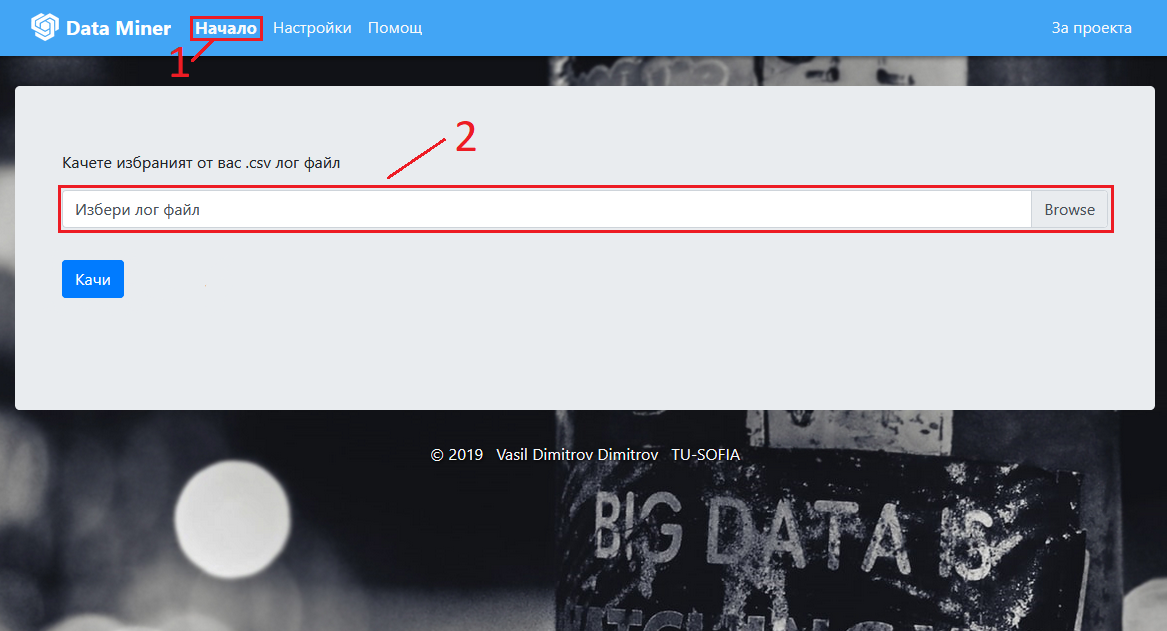 Data Miner Начало Настройки Помощ За проекта
1
2
Качете избраният от вас .csv лог файл
Избери лог файл Browse
Качи
© 2019 Vasil Dimitrov Dimitrov TU-SOFIA
BIG DATA IS